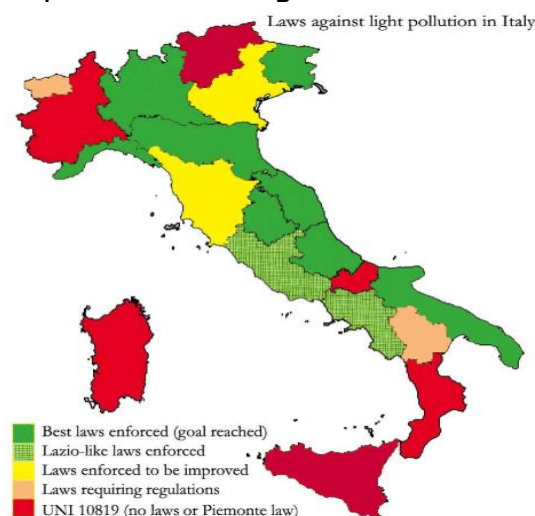 Laws against light pollution in Italy
Best laws enforced (goal reached)
Lazio-like laws enforced
Laws enforced to be improved
Laws requiring regulations
UNI 10819 (no laws or Piemonte law)